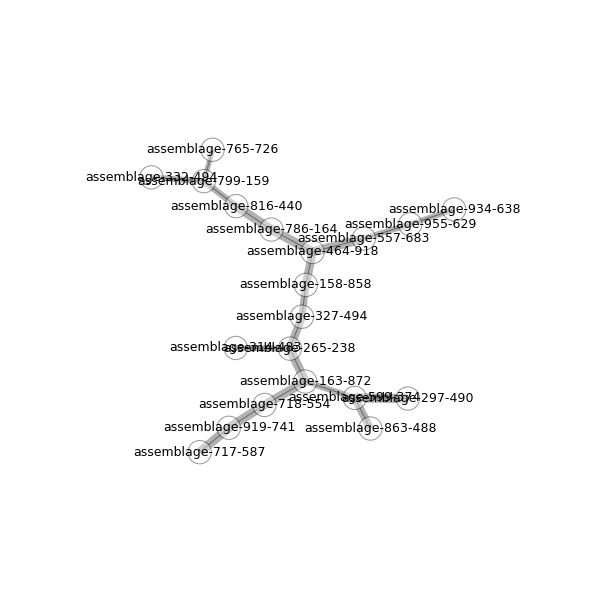 assemblage-765-726
assemblage-332-494
assemblage-799-159
assemblage-816-440
assemblage-934-638
assemblage-955-629
assemblage-786-164
assemblage-557-683
assemblage-464-918
assemblage-158-858
assemblage-327-494
assemblage-314-483
assemblage-265-238
assemblage-163-872
assemblage-599-374
assemblage-297-490
assemblage-718-554
assemblage-919-741
assemblage-863-488
assemblage-717-587